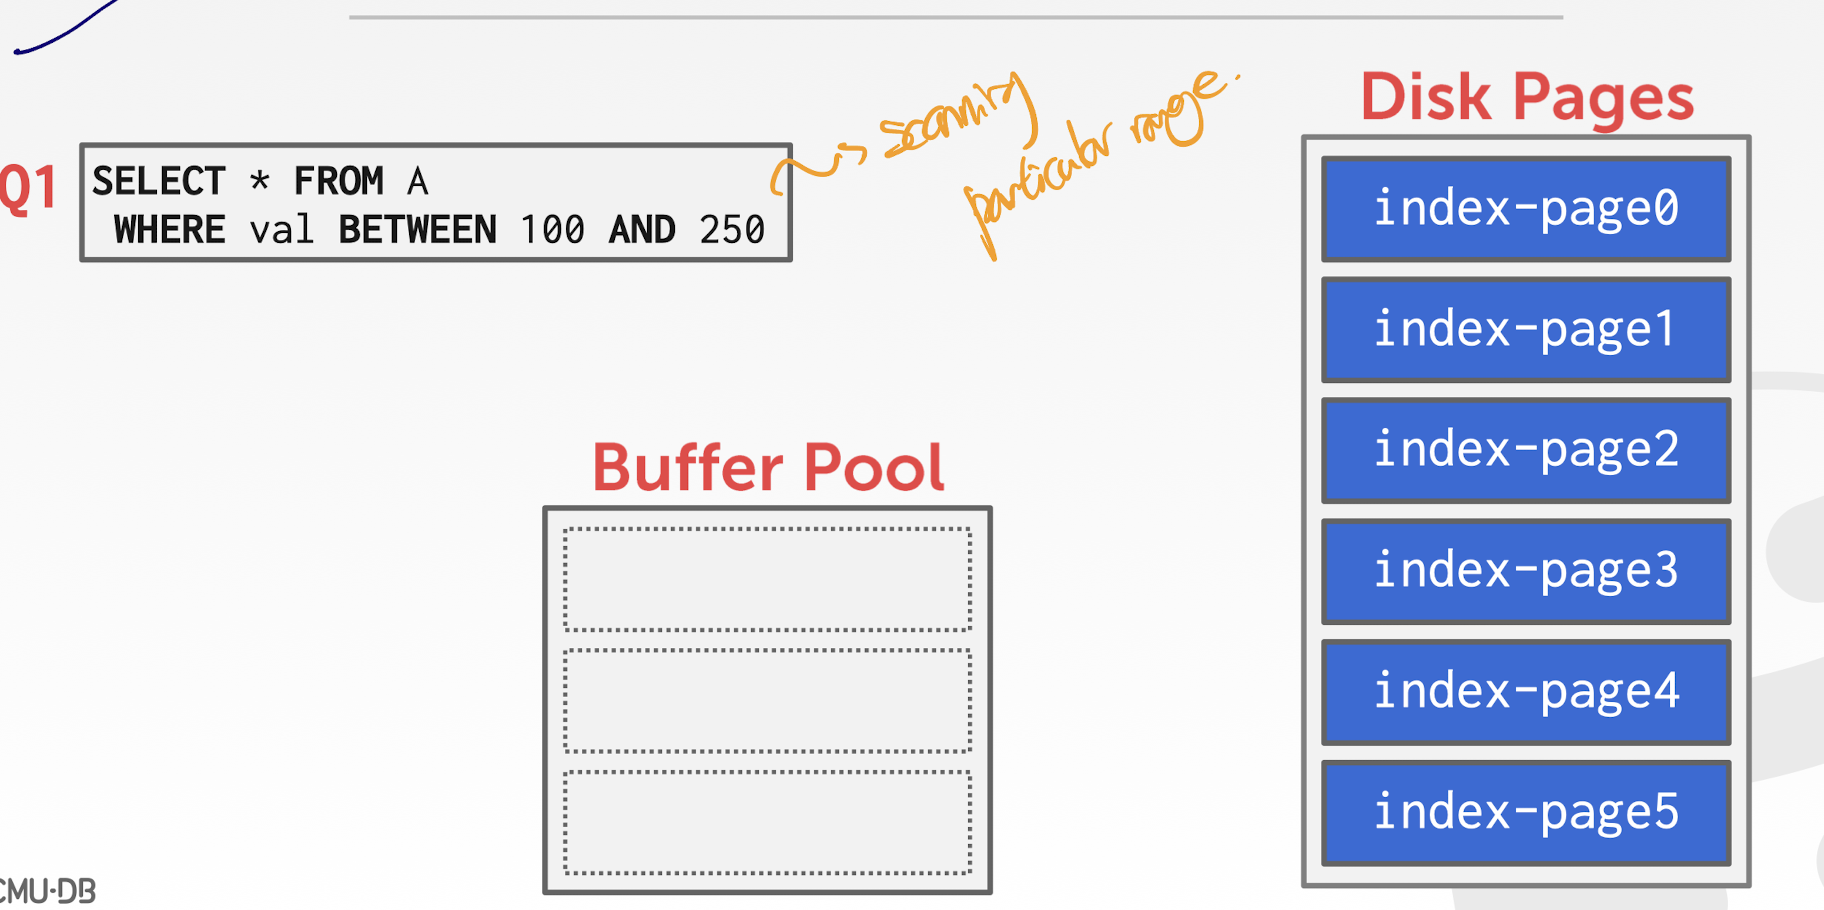 Disk Pages
scanning
particular range.
Q1
SELECT * FROM A
WHERE val BETWEEN 100 AND 250
index-page0
index-page1
index-page2
index-page3
index-page4
index-page5
Buffer Pool
CMU·DB